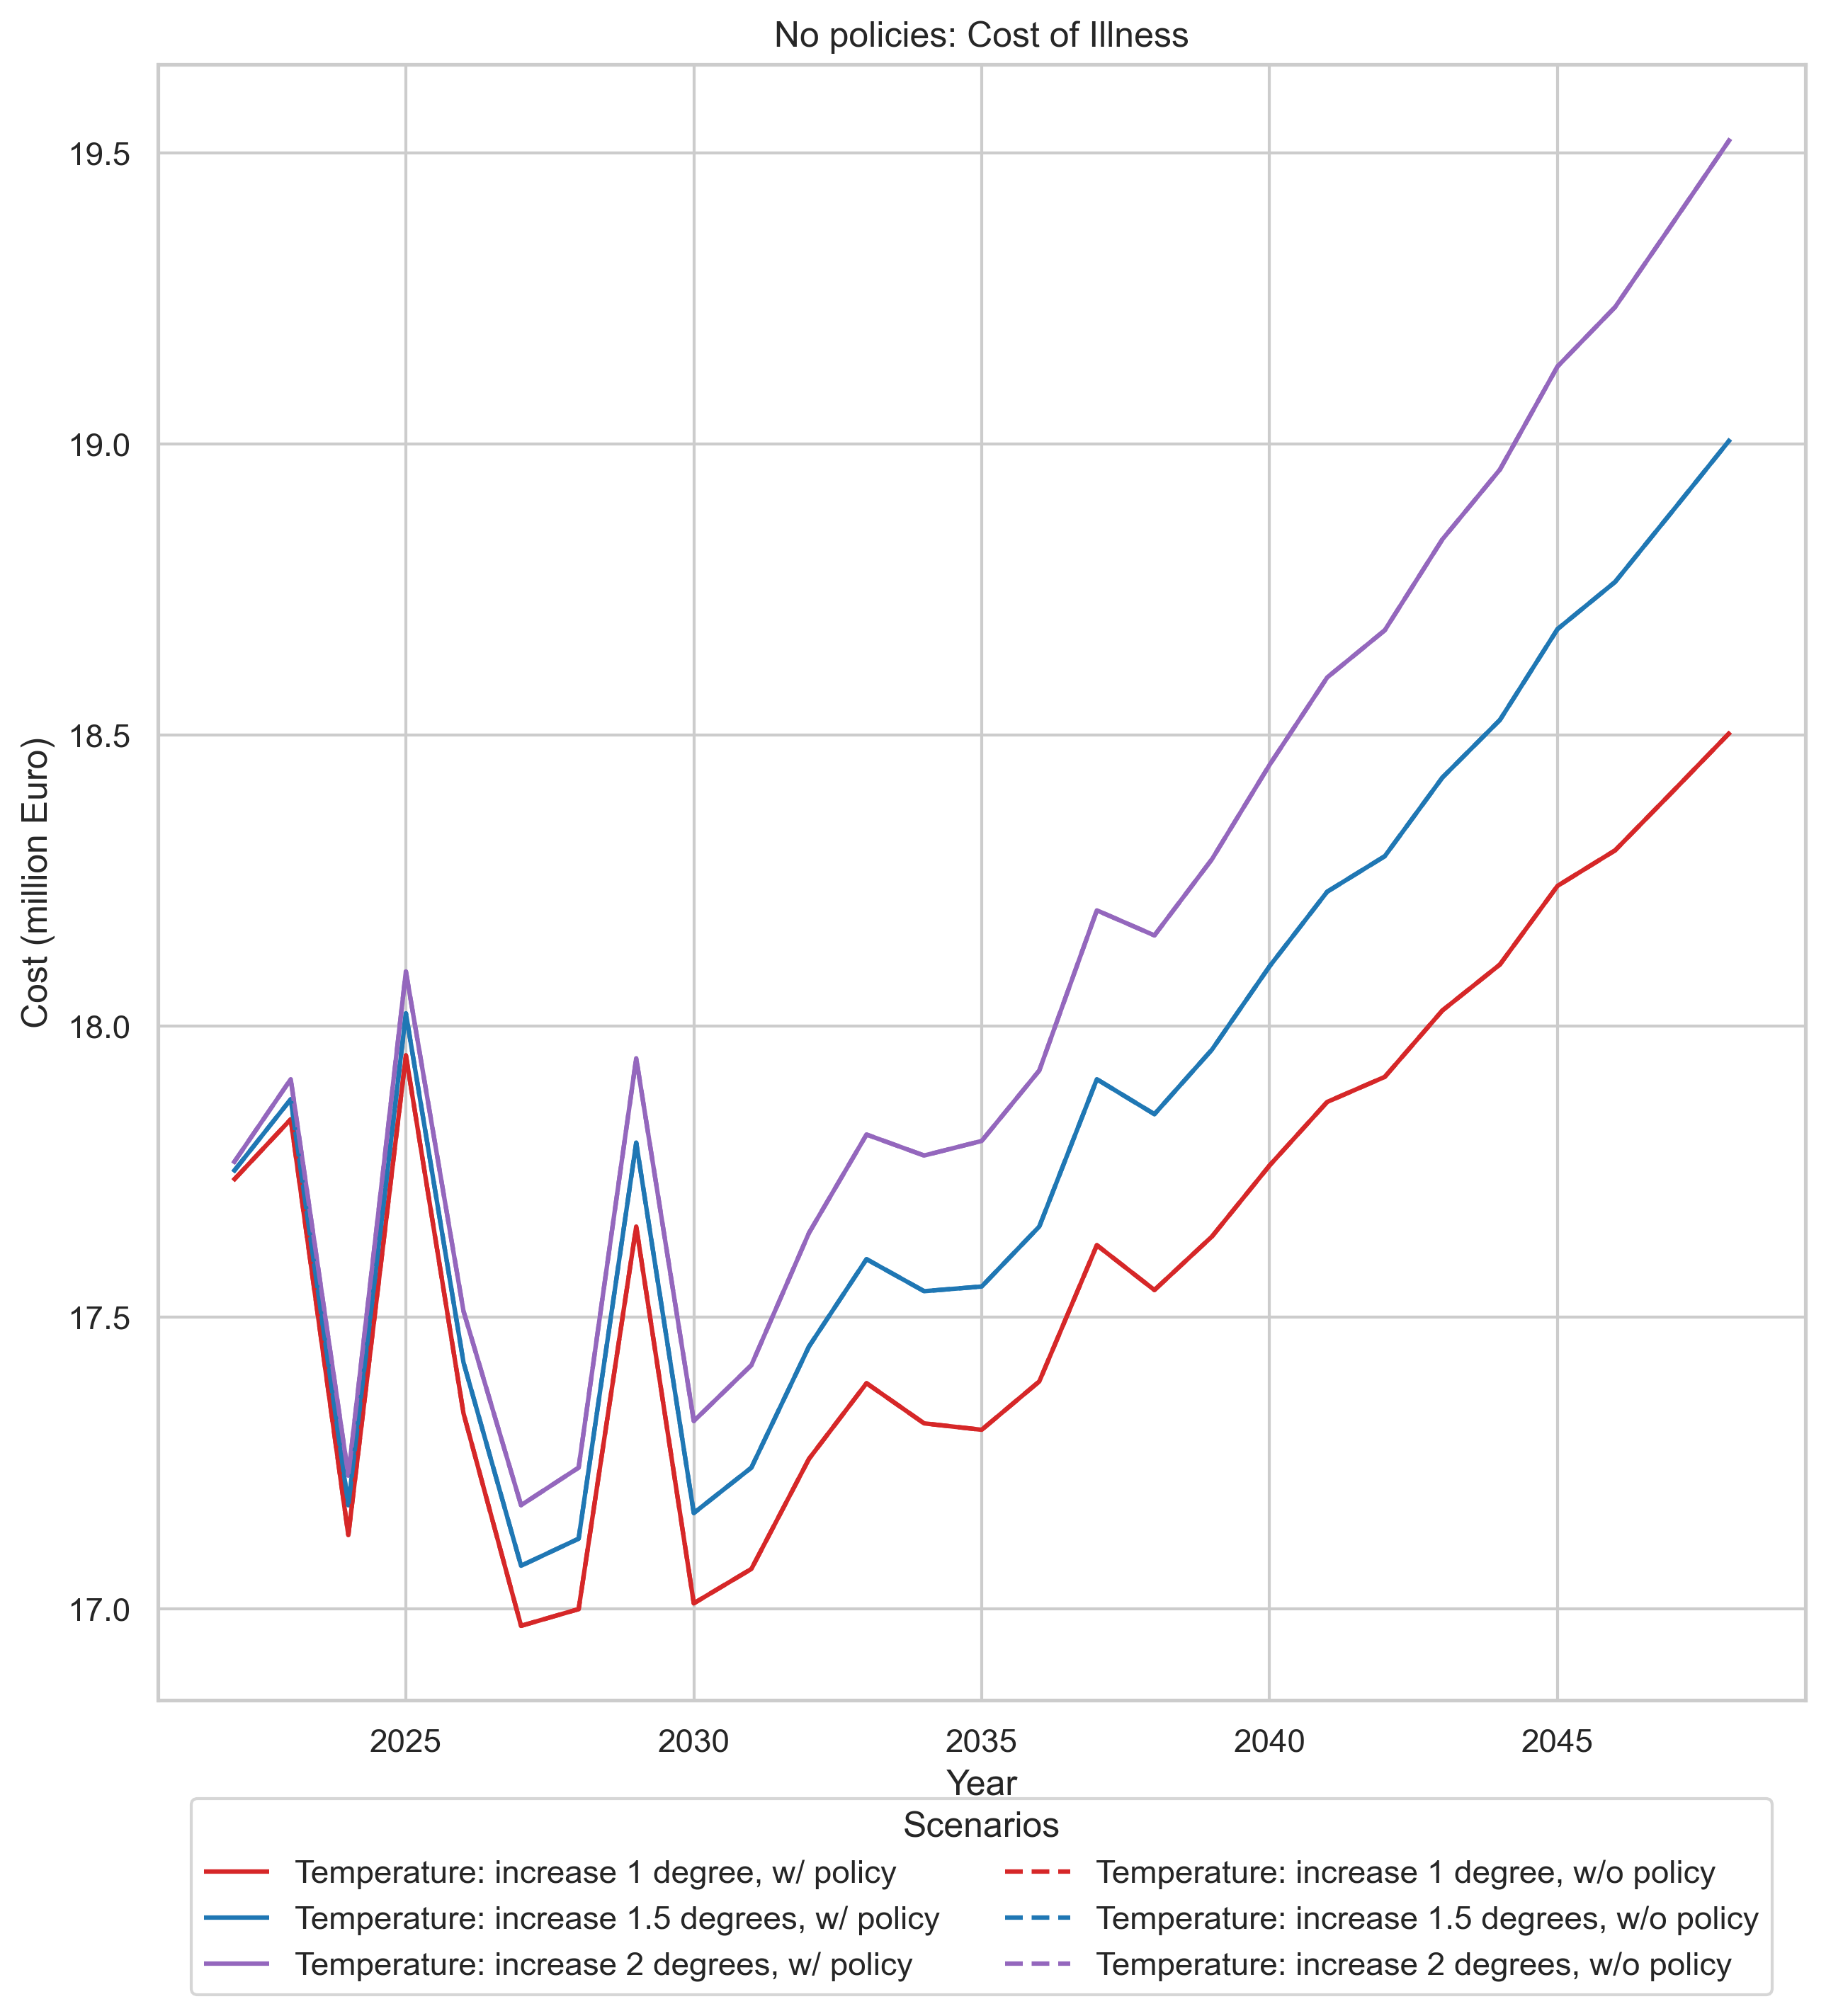 No policies: Cost of Illness
19.5
19.0
18.5
18.0
17.5
17.0
Cost (million Euro)
2025 2030 2035 2040 2045
Year
Scenarios
Temperature: increase 1 degree, w/ policy
Temperature: increase 1.5 degrees, w/ policy
Temperature: increase 2 degrees, w/ policy
Temperature: increase 1 degree, w/o policy
Temperature: increase 1.5 degrees, w/o policy
Temperature: increase 2 degrees, w/o policy